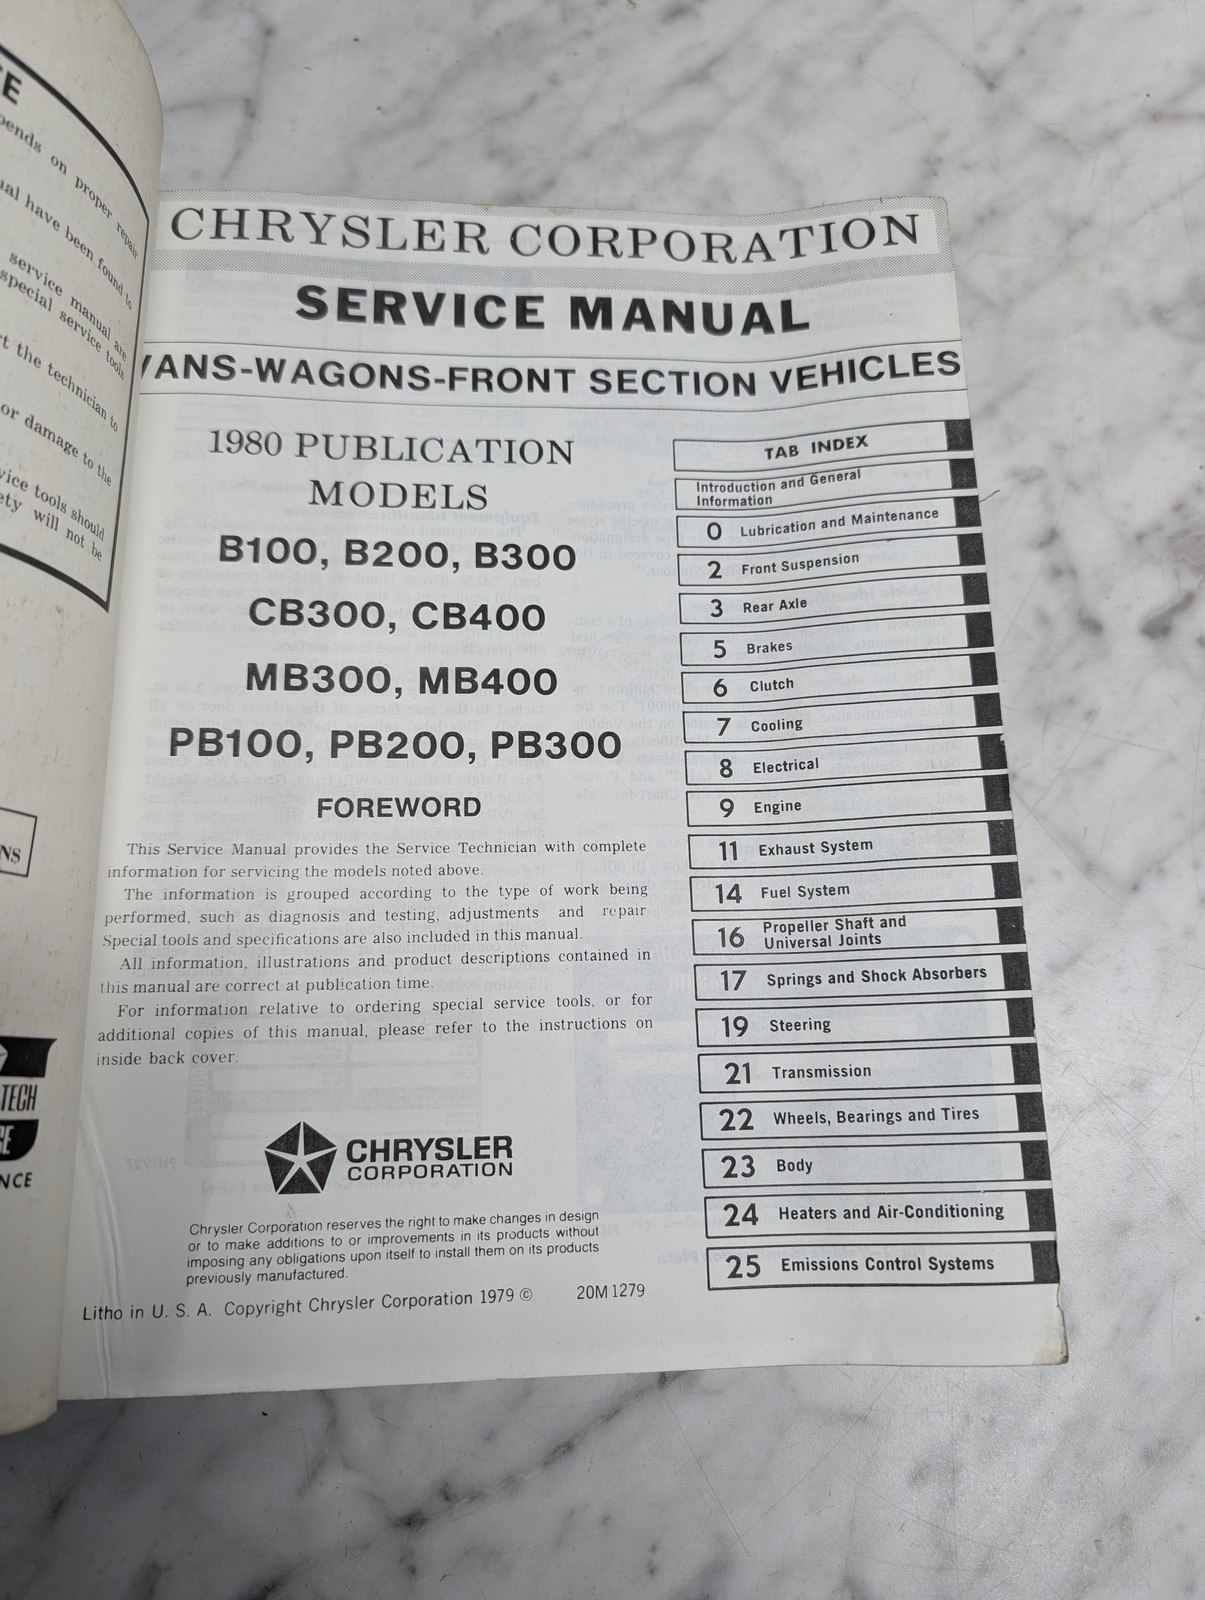 E
pends on proper repair
ual have been found to
service manual are
special service tools
rt the technician to
or damage to the
vice tools should
ety will not be
NS
TECH
GE
NCE
CHRYSLER CORPORATION
SERVICE MANUAL
VANS-WAGONS-FRONT SECTION VEHICLES
1980 PUBLICATION
MODELS
B100, B200, B300
CB300, CB400
MB300, MB400
PB100, PB200, PB300
FOREWORD
This Service Manual provides the Service Technician with complete
information for servicing the models noted above.
The information is grouped according to the type of work being
performed, such as diagnosis and testing, adjustments and repair
Special tools and specifications are also included in this manual.
All information, illustrations and product descriptions contained in
this manual are correct at publication time.
For information relative to ordering special service tools, or for
additional copies of this manual, please refer to the instructions on
inside back cover.
CHRYSLER
CORPORATION
Chrysler Corporation reserves the right to make changes in design
or to make additions to or improvements in its products without
imposing any obligations upon itself to install them on its products
previously manufactured.
Litho in U. S. A. Copyright Chrysler Corporation 1979 © 20M1279
TAB INDEX
Introduction and General
Information
0 Lubrication and Maintenance
2 Front Suspension
3 Rear Axle
5 Brakes
6 Clutch
7 Cooling
8 Electrical
9 Engine
11 Exhaust System
14 Fuel System
16 Propeller Shaft and
Universal Joints
17 Springs and Shock Absorbers
19 Steering
21 Transmission
22 Wheels, Bearings and Tires
23 Body
24 Heaters and Air-Conditioning
25 Emissions Control Systems